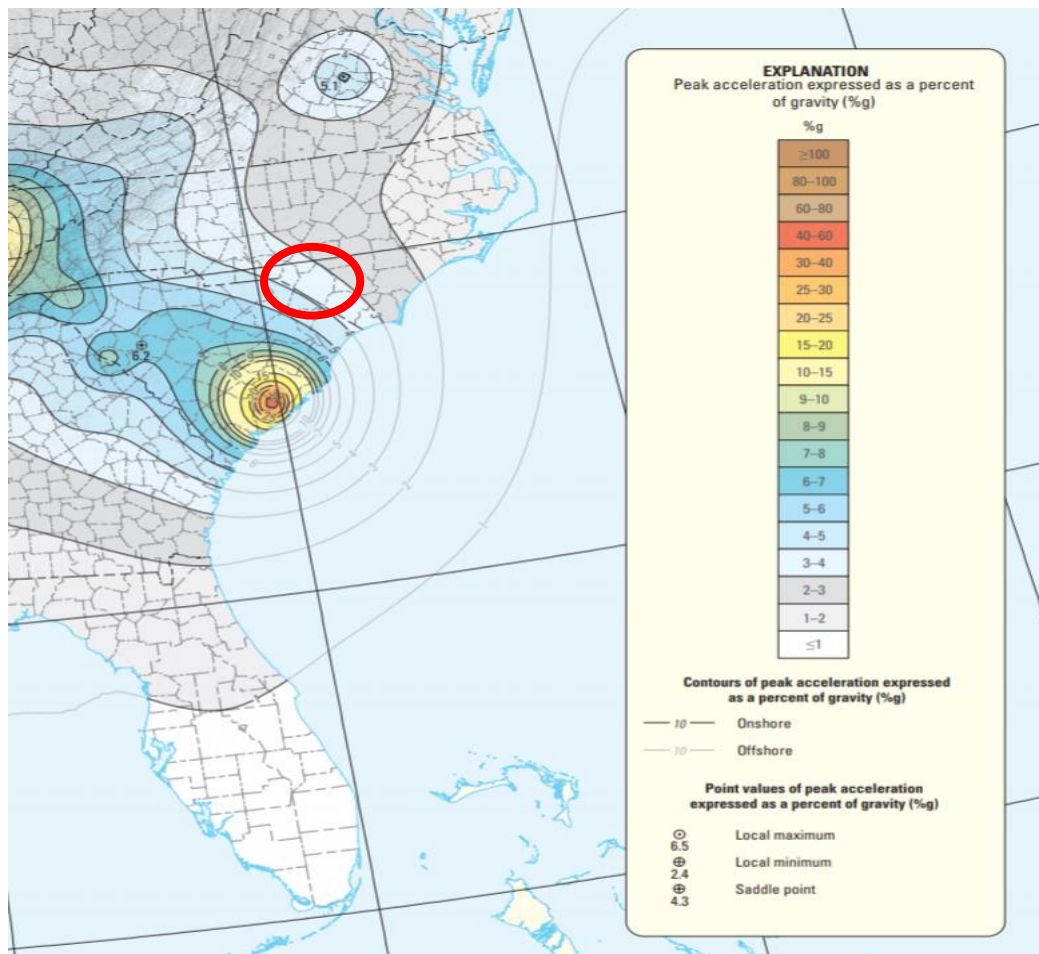 5.1
6.2
10
15
EXPLANATION
Peak acceleration expressed as a percent
of gravity (%g)
%g
≥100
80–100
60–80
40–60
30–40
25–30
20–25
15–20
10–15
9–10
8–9
7–8
6–7
5–6
4–5
3–4
2–3
1–2
≤1
Contours of peak acceleration expressed
as a percent of gravity (%g)
10 Onshore
10 Offshore
Point values of peak acceleration
expressed as a percent of gravity (%g)
Local maximum
6.5
Local minimum
2.4
Saddle point
4.3